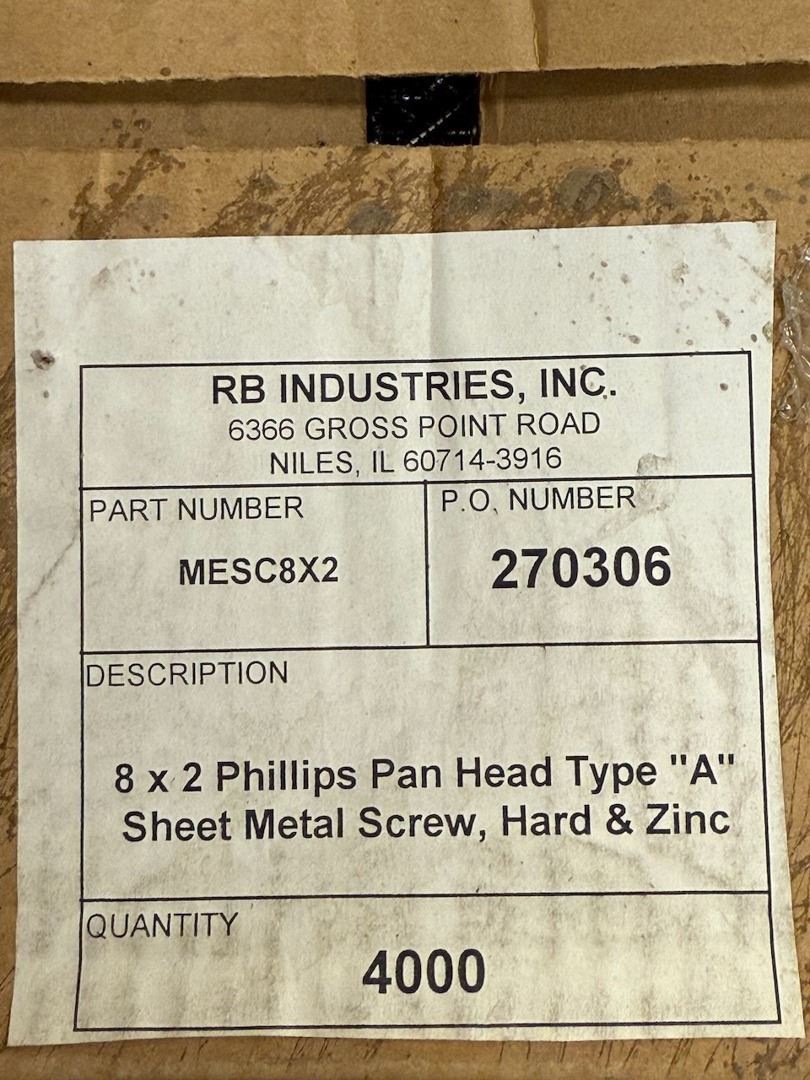 RB INDUSTRIES, INC.
6366 GROSS POINT ROAD
NILES, IL 60714-3916
PART NUMBER
MESC8X2
P.O. NUMBER
270306
DESCRIPTION
8 x 2 Phillips Pan Head Type "A"
Sheet Metal Screw, Hard & Zinc
QUANTITY
4000